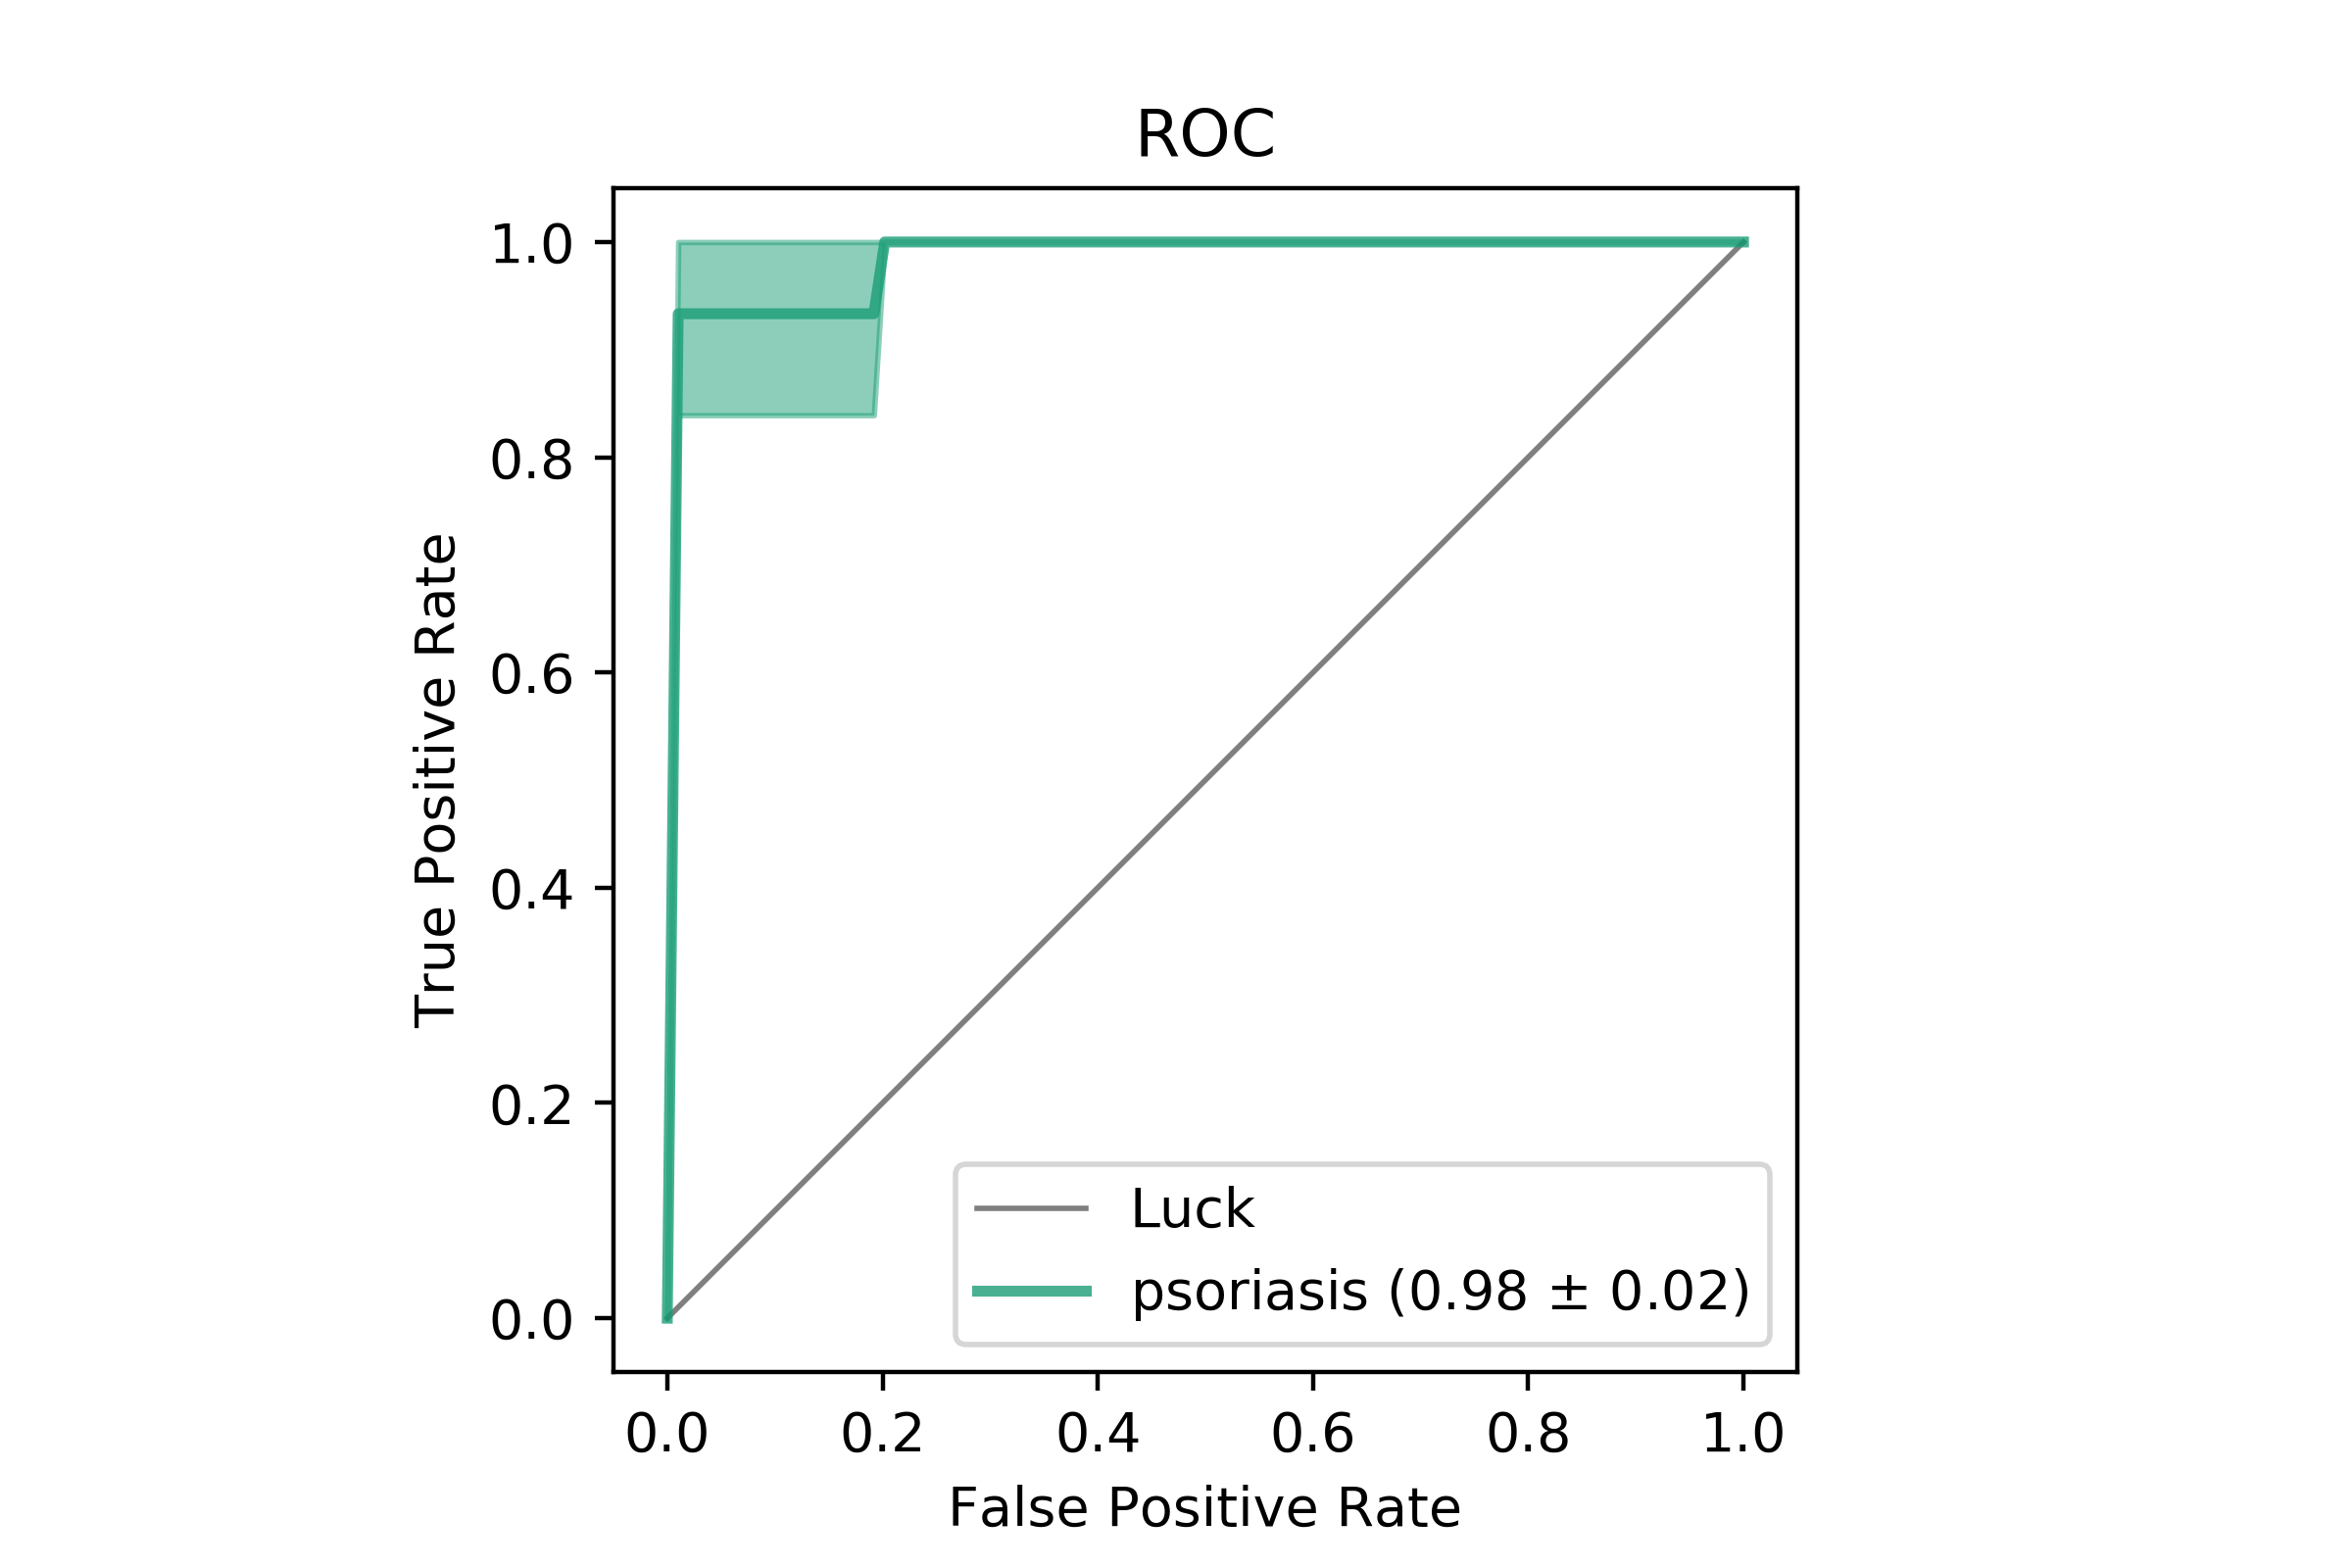 ROC
1.0
0.8
0.6
0.4
0.2
0.0
True Positive Rate
Luck
psoriasis (0.98 ± 0.02)
0.0 0.2 0.4 0.6 0.8 1.0
False Positive Rate